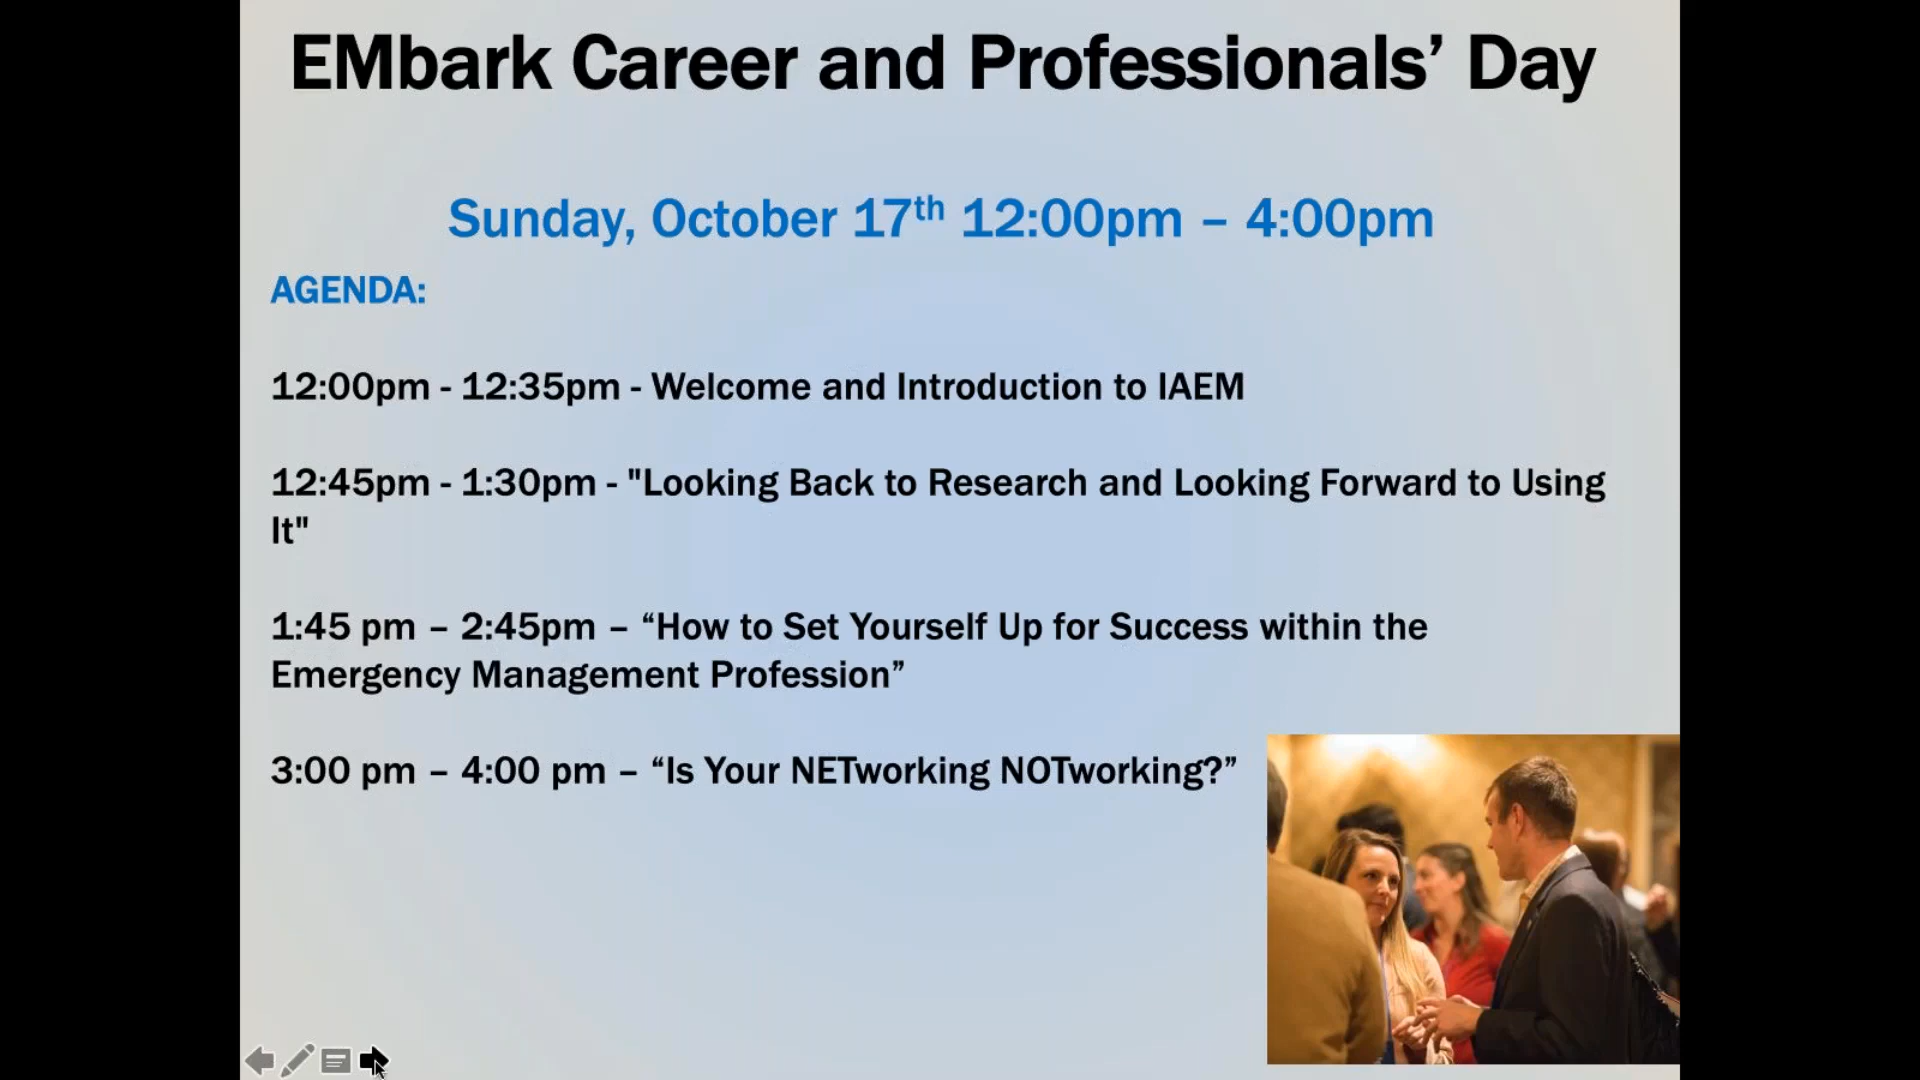 EMbark Career and Professionals’ Day
Sunday, October 17th 12:00pm – 4:00pm
AGENDA:
12:00pm - 12:35pm - Welcome and Introduction to IAEM
12:45pm - 1:30pm - "Looking Back to Research and Looking Forward to Using
It"
1:45 pm – 2:45pm – “How to Set Yourself Up for Success within the
Emergency Management Profession”
3:00 pm – 4:00 pm – “Is Your NETworking NOTworking?”